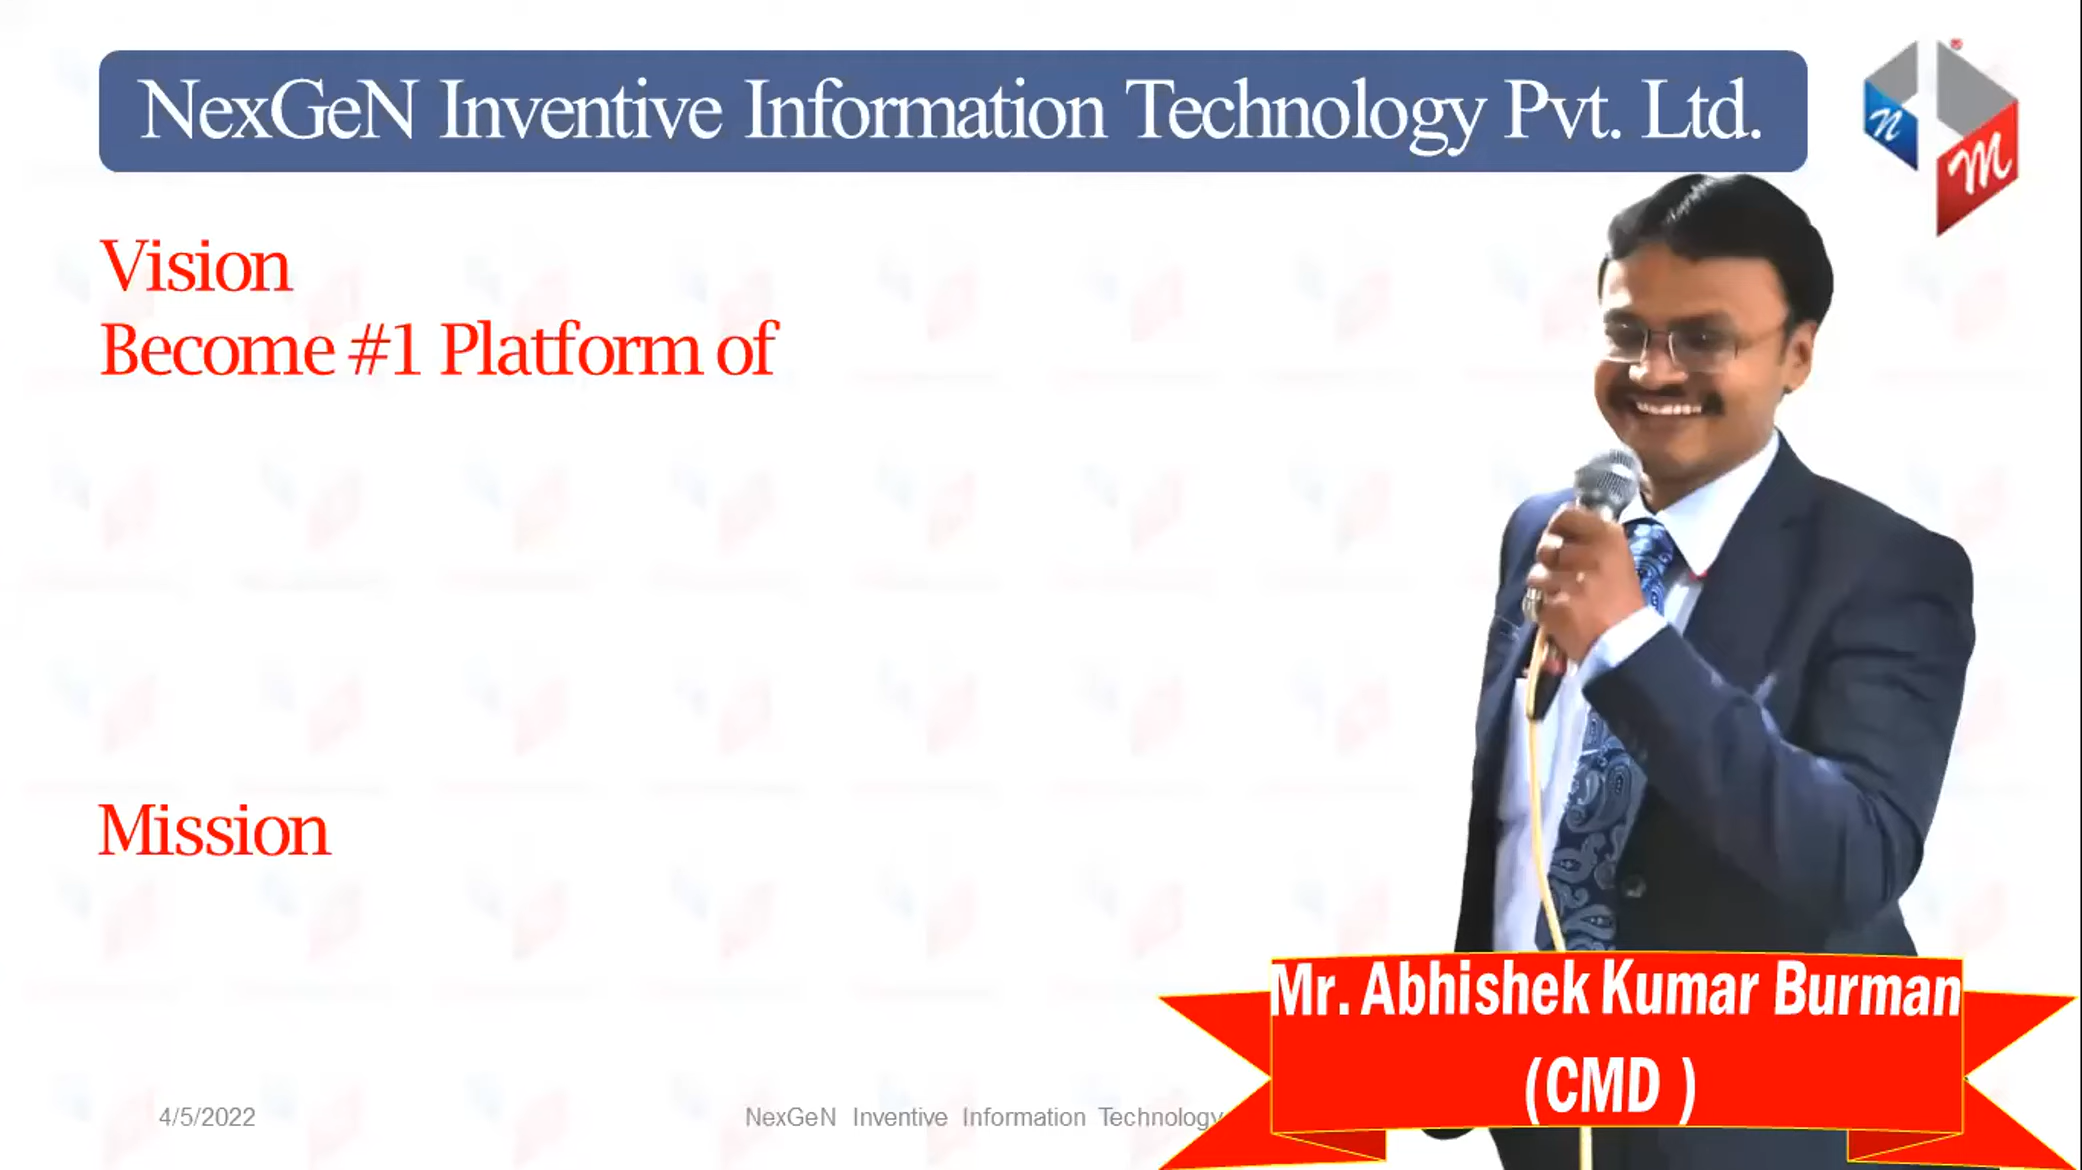 NexGeN Inventive Information Technology Pvt. Ltd.
n
m
Vision
Become #1 Platform of
Mission
Mr. Abhishek Kumar Burman
(CMD )
4/5/2022
NexGeN Inventive Information Technology